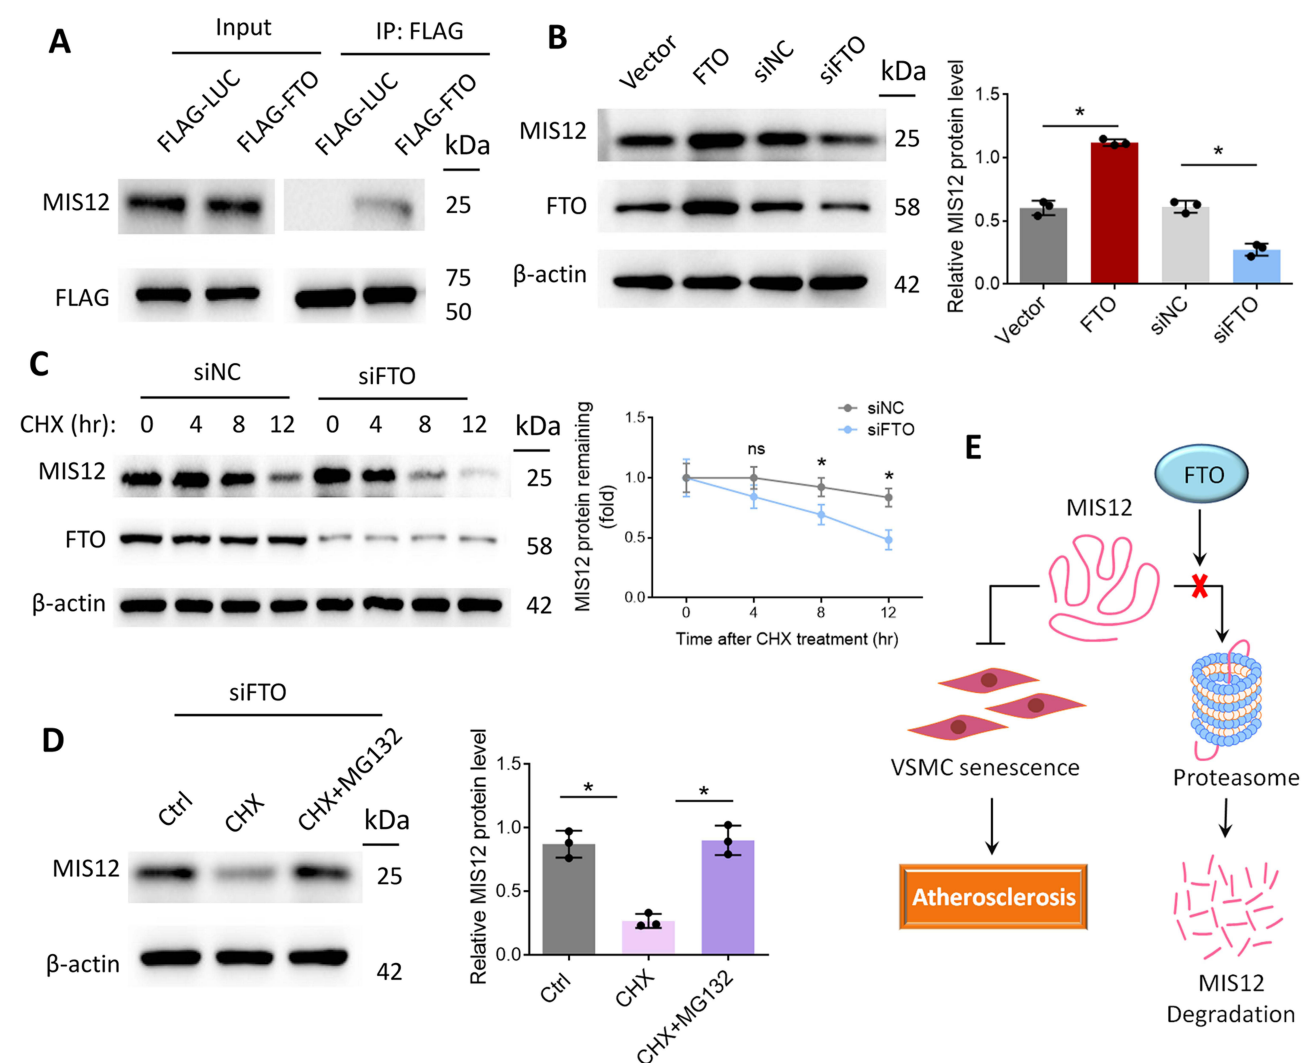 A
Input
IP: FLAG
FLAG-LUC
FLAG-FTO
FLAG-LUC
FLAG-FTO
kDa
MIS12
25
FLAG
75
50
B
Vector
FTO
siNC
siFTO
kDa
MIS12
25
FTO
58
β-actin
42
Relative MIS12 protein level
1.5
1.0
0.5
0.0
*
*
Vector
FTO
siNC
siFTO
C
siNC
siFTO
CHX (hr):
0
4
8
12
0
4
8
12
kDa
MIS12
25
FTO
58
β-actin
42
MIS12 protein remaining
(fold)
1.5
1.0
0.5
0.0
siNC
siFTO
ns
*
*
0
4
8
12
Time after CHX treatment (hr)
D
siFTO
Ctrl
CHX
CHX+MG132
kDa
MIS12
25
β-actin
42
Relative MIS12 protein level
1.5
1.0
0.5
0.0
*
*
Ctrl
CHX
CHX+MG132
E
FTO
MIS12
VSMC senescence
Atherosclerosis
Proteasome
MIS12
Degradation